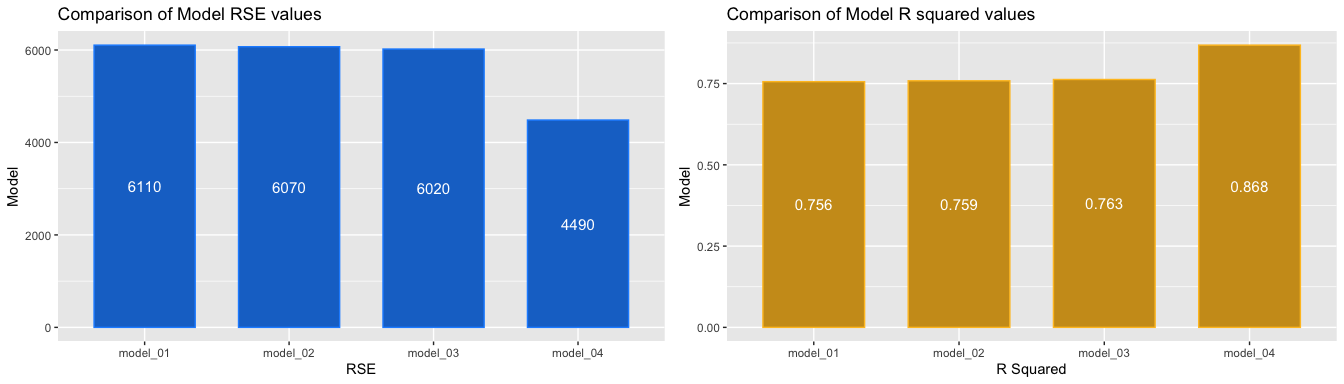 Comparison of Model RSE values
Model
6000
4000
2000
0
6110
6070
6020
4490
model_01
model_02
model_03
model_04
RSE
Comparison of Model R squared values
Model
0.75
0.50
0.25
0.00
0.756
0.759
0.763
0.868
model_01
model_02
model_03
model_04
R Squared